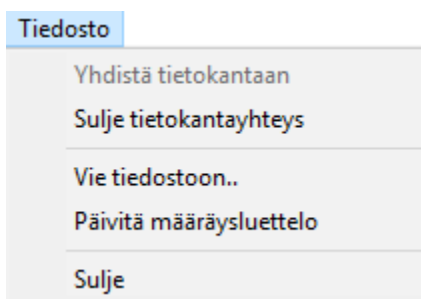 Tiedosto
Yhdistä tietokantaan
Sulje tietokantayhteys
Vie tiedostoon..
Päivitä määräysluettelo
Sulje